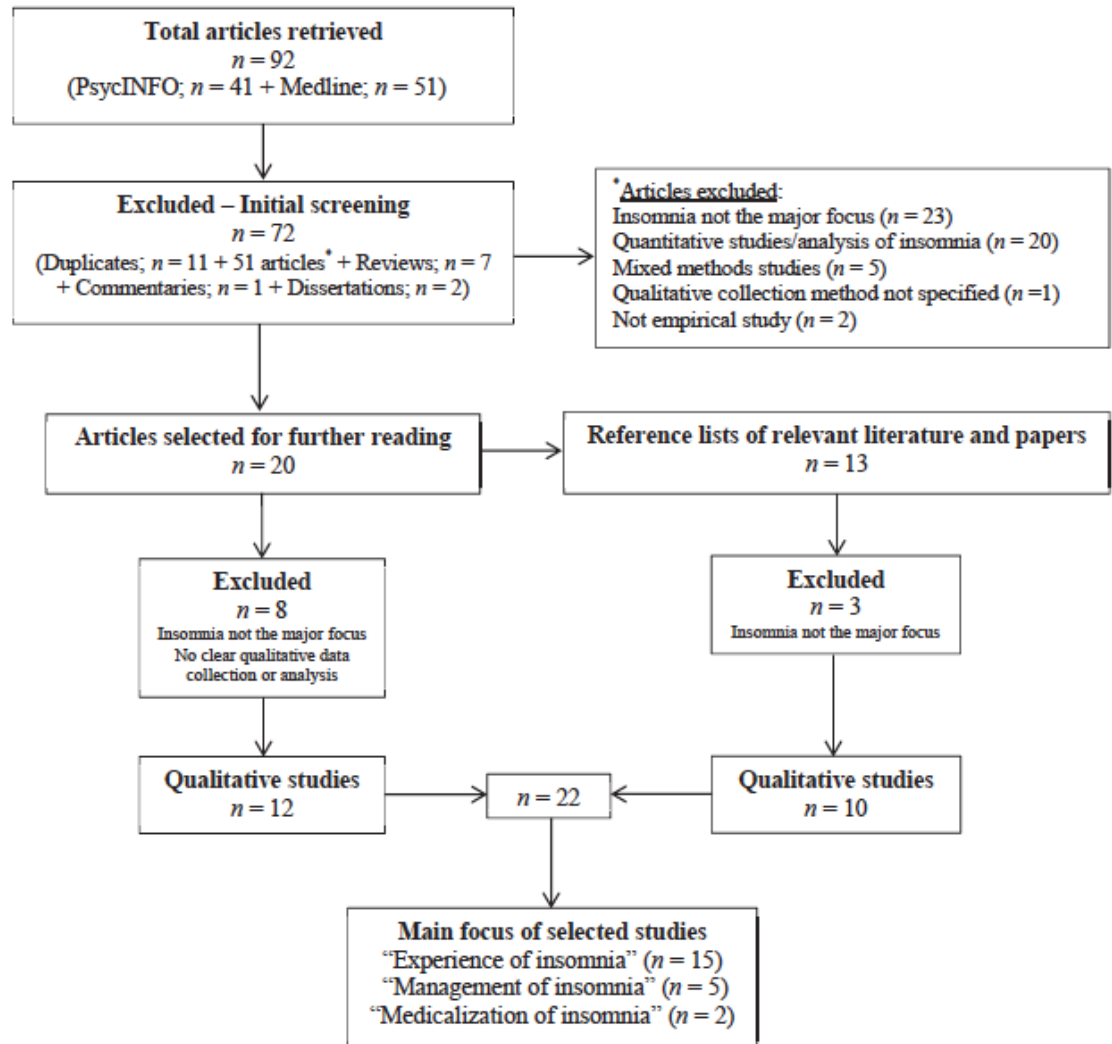 Total articles retrieved
n = 92
(PsycINFO; n = 41 + Medline; n = 51)
Excluded – Initial screening
n = 72
(Duplicates; n = 11 + 51 articles* + Reviews; n = 7
+ Commentaries; n = 1 + Dissertations; n = 2)
*Articles excluded:
Insomnia not the major focus (n = 23)
Quantitative studies/analysis of insomnia (n = 20)
Mixed methods studies (n = 5)
Qualitative collection method not specified (n =1)
Not empirical study (n = 2)
Articles selected for further reading
n = 20
Reference lists of relevant literature and papers
n = 13
Excluded
n = 8
Insomnia not the major focus
No clear qualitative data
collection or analysis
Excluded
n = 3
Insomnia not the major focus
Qualitative studies
n = 12
n = 22
Qualitative studies
n = 10
Main focus of selected studies
“Experience of insomnia” (n = 15)
“Management of insomnia” (n = 5)
“Medicalization of insomnia” (n = 2)